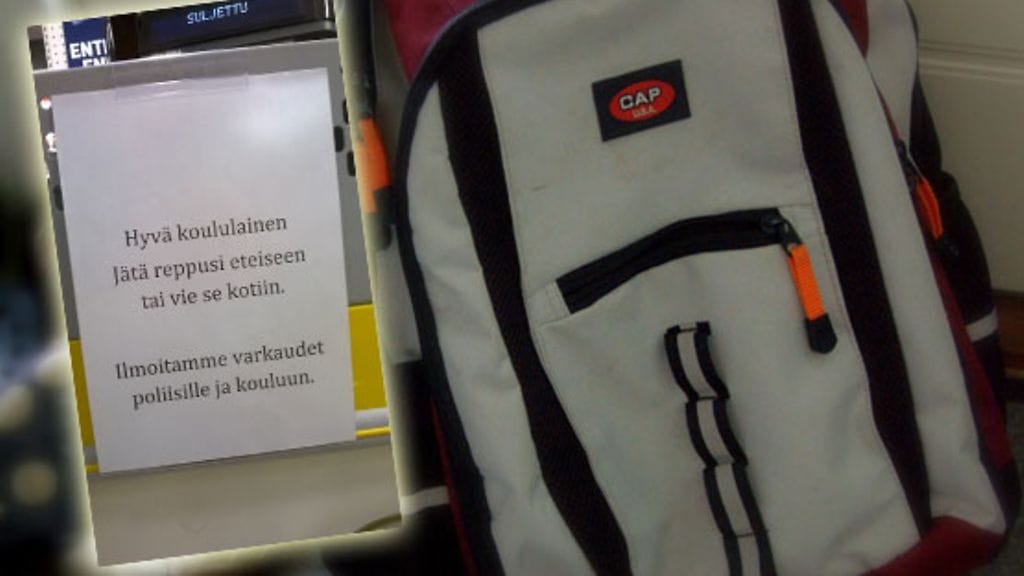 SULJETTU
Hyvä koululainen
Jätä reppusi eteiseen
tai vie se kotiin.
Ilmoitamme varkaudet
poliisille ja kouluun.
CAP
U.S.A.